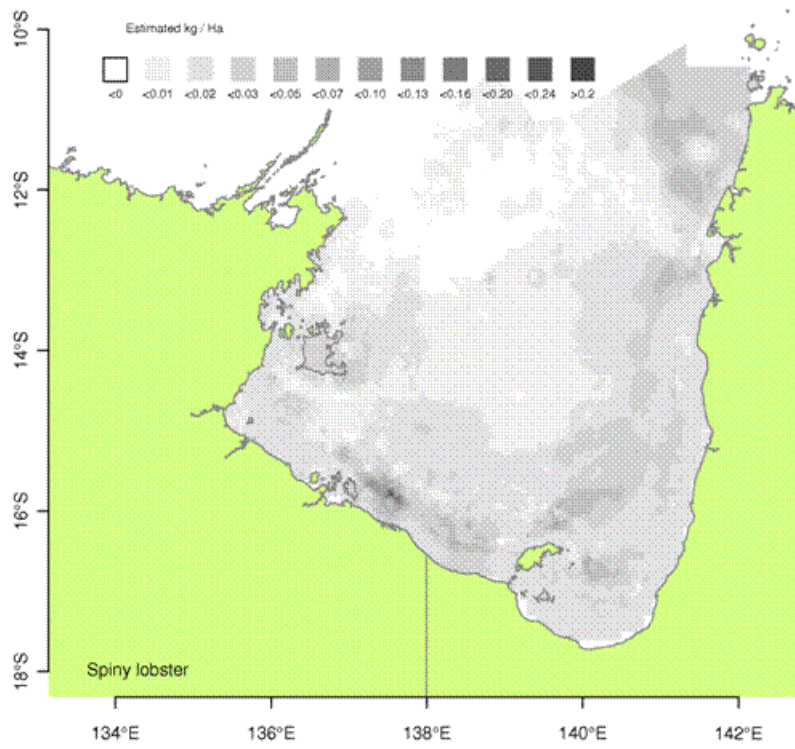 Estimated kg / Ha
<0 <0.01 <0.02 <0.03 <0.05 <0.07 <0.10 <0.13 <0.16 <0.20 <0.24 >0.2
10°S
12°S
14°S
16°S
18°S
Spiny lobster
134°E 136°E 138°E 140°E 142°E